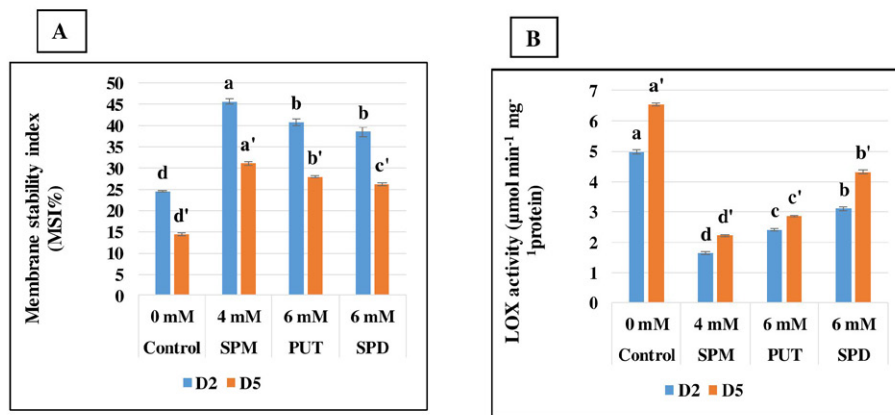 A
Membrane stability index
(MSI%)
50
45
40
35
30
25
20
15
10
5
0
d
d'
a
a'
b
b'
b
c'
0 mM
4 mM
6 mM
6 mM
Control
SPM
PUT
SPD
D2
D5
B
LOX activity (µmol min⁻¹ mg⁻
¹protein)
7
6
5
4
3
2
1
0
a
a'
d
d'
c
c'
b
b'
0 mM
4 mM
6 mM
6 mM
Control
SPM
PUT
SPD
D2
D5